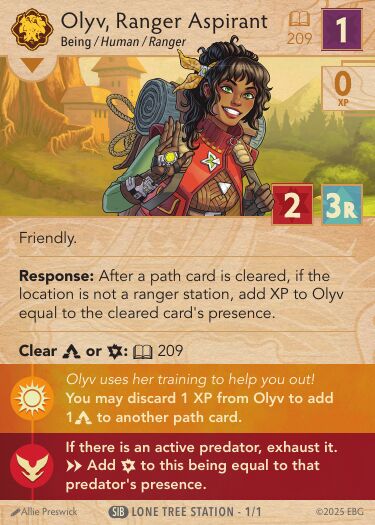 Olyv, Ranger Aspirant
209
1
Being / Human / Ranger
0
XP
2
3R
Friendly.
Response: After a path card is cleared, if the
location is not a ranger station, add XP to Olyv
equal to the cleared card's presence.
Clear or : 209
Olyv uses her training to help you out!
You may discard 1 XP from Olyv to add
1 to another path card.
If there is an active predator, exhaust it.
Add to this being equal to that
predator's presence.
Allie Preswick
SIB LONE TREE STATION - 1/1
©2025 EBG